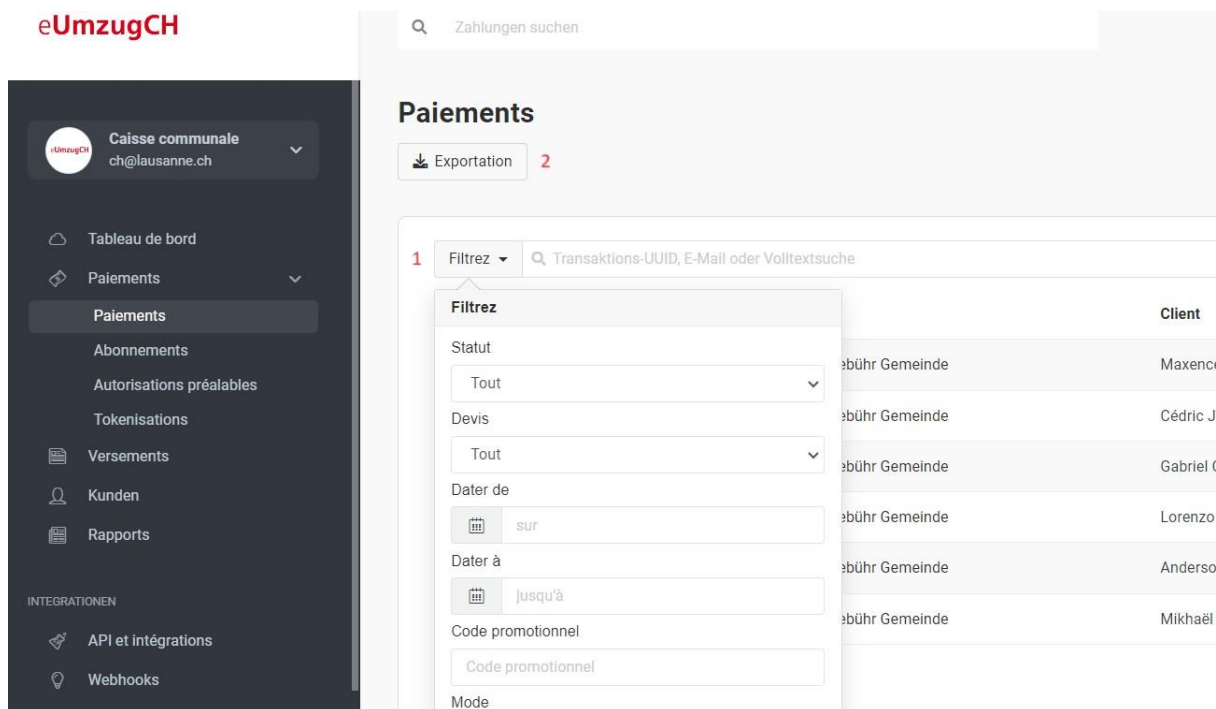 eUmzugCH
Zahlungen suchen
eUmzugCH
Caisse communale
ch@lausanne.ch
Tableau de bord
Paiements
Paiements
Abonnements
Autorisations préalables
Tokenisations
Versements
Kunden
Rapports
INTEGRATIONEN
API et intégrations
Webhooks
Paiements
Exportation 2
1 Filtrez Transaktions-UUID, E-Mail oder Volltextsuche
Filtrez
Statut
Tout
Devis
Tout
Dater de
sur
Dater à
jusqu'à
Code promotionnel
Code promotionnel
Mode
Client
ebühr Gemeinde Maxence
ebühr Gemeinde Cédric J
ebühr Gemeinde Gabriel
ebühr Gemeinde Lorenzo
ebühr Gemeinde Anderso
ebühr Gemeinde Mikhaël